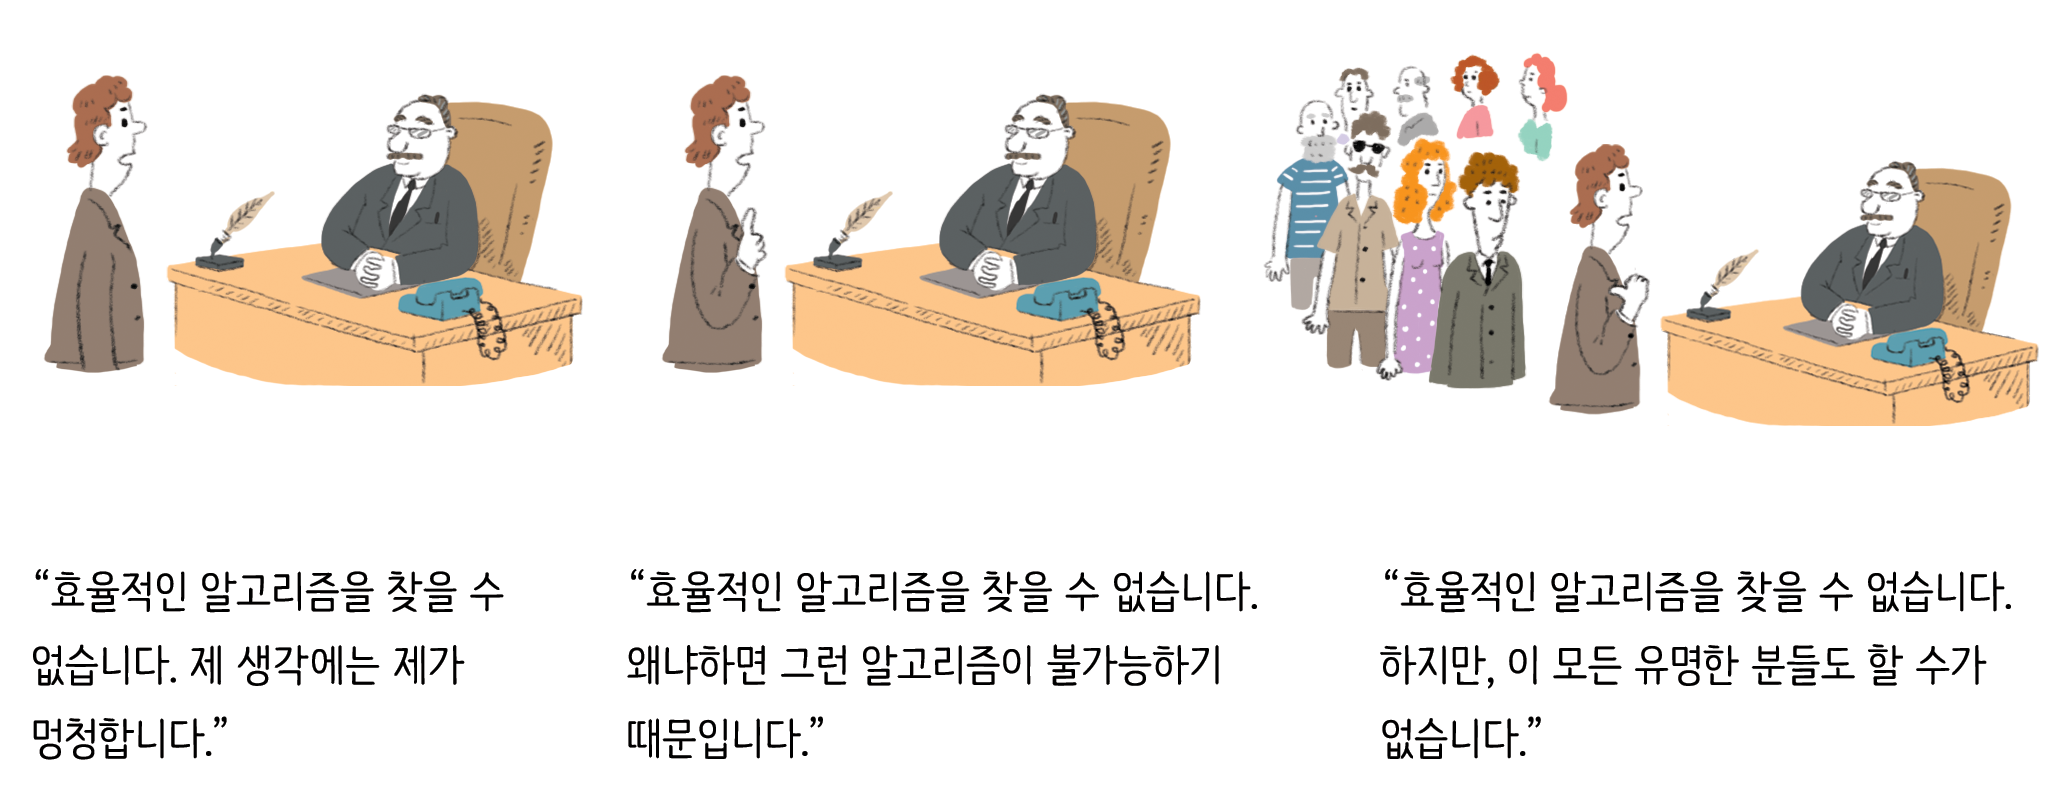 “효율적인 알고리즘을 찾을 수
없습니다. 제 생각에는 제가
멍청합니다.”
“효율적인 알고리즘을 찾을 수 없습니다.
왜냐하면 그런 알고리즘이 불가능하기
때문입니다.”
“효율적인 알고리즘을 찾을 수 없습니다.
하지만, 이 모든 유명한 분들도 할 수가
없습니다.”